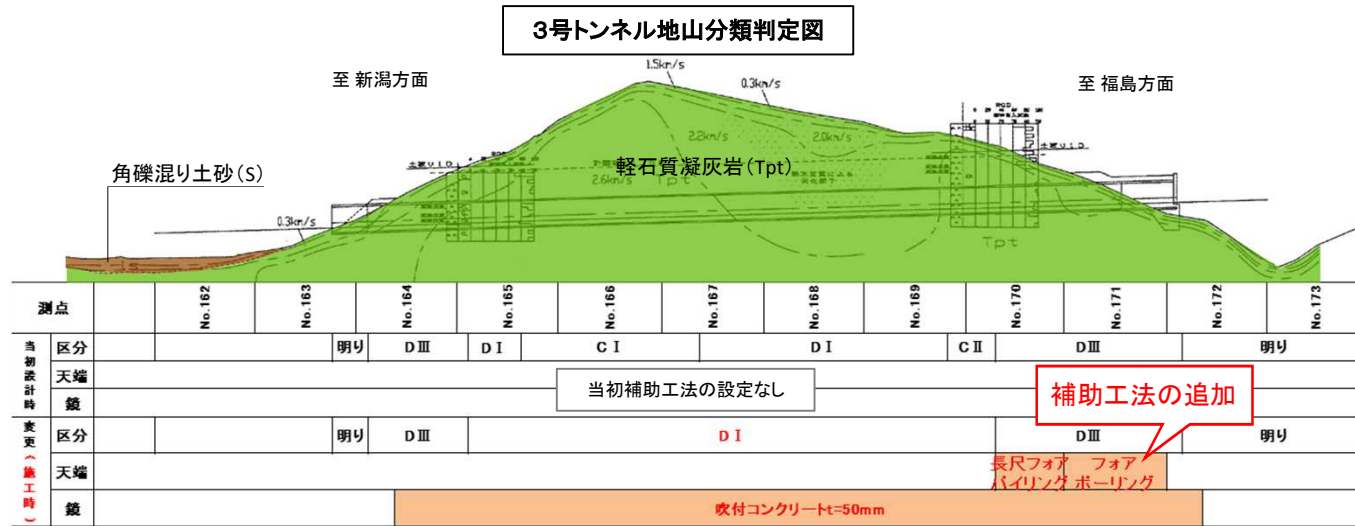 3号トンネル地山分類判定図
至 新潟方面
至 福島方面
1.5km/s
0.3km/s
2.2km/s
2.0km/s
角礫混り土砂(S)
軽石質凝灰岩(Tpt)
2.6km/s
Tpt
0.3km/s
Tpt
測点
No.162
No.163
No.164
No.165
No.166
No.167
No.168
No.169
No.170
No.171
No.172
No.173
当初設計時
区分
明り
DⅢ
DⅠ
CⅠ
DⅠ
CⅡ
DⅢ
明り
天端
当初補助工法の設定なし
鏡
補助工法の追加
変更(施工時)
区分
明り
DⅢ
DⅠ
DⅢ
明り
天端
長尺フォア
パイリング
フォア
ポーリング
鏡
吹付コンクリートt=50mm